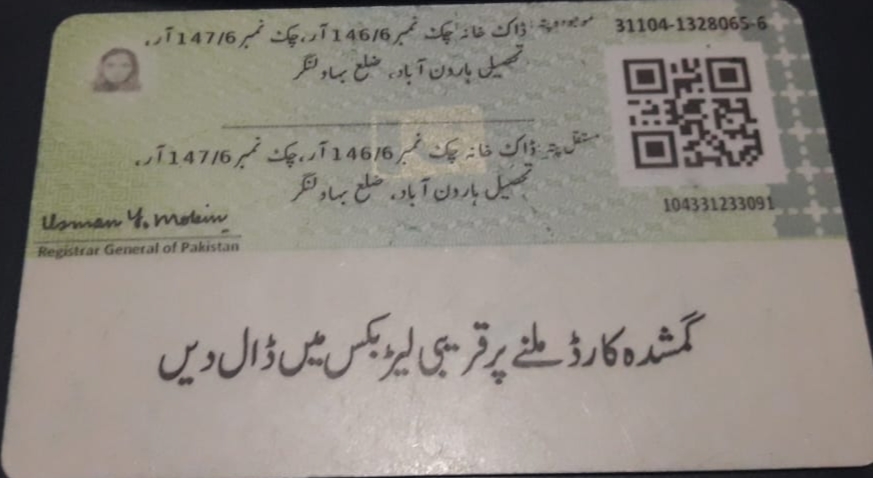 31104-1328065-6
موجودہ پتہ: ڈاک خانہ چک نمبر 146/6 آر، چک نمبر 147/6 آر،
تحصیل ہارون آباد، ضلع بہاولنگر
مستقل پتہ: ڈاک خانہ چک نمبر 146/6 آر، چک نمبر 147/6 آر،
تحصیل ہارون آباد، ضلع بہاولنگر
104331233091
Usman Y. Mobin
Registrar General of Pakistan
گمشدہ کارڈ ملنے پر قریبی لیٹر بکس میں ڈال دیں